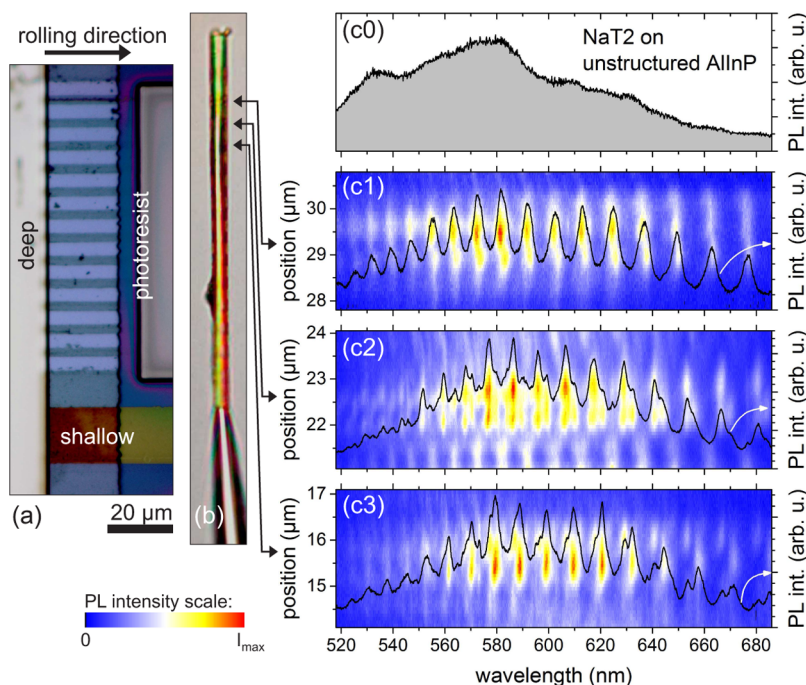 rolling direction
deep
photoresist
shallow
(a)
20 µm
(b)
PL intensity scale:
0
Imax
(c0)
NaT2 on
unstructured AlInP
PL int. (arb. u.)
(c1)
position (µm)
30
29
28
PL int. (arb. u.)
(c2)
position (µm)
24
23
22
PL int. (arb. u.)
(c3)
position (µm)
17
16
15
PL int. (arb. u.)
520 540 560 580 600 620 640 660 680
wavelength (nm)